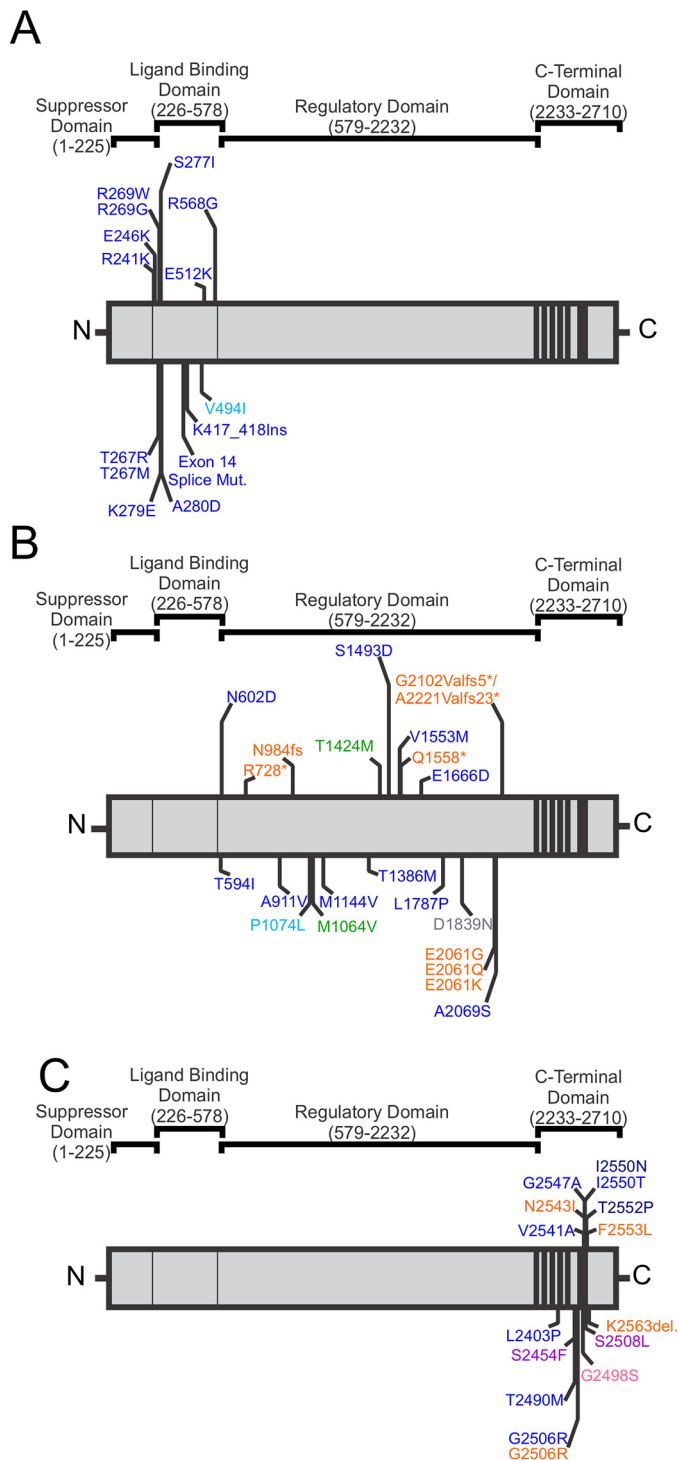 A
Ligand Binding
Domain
(226-578)
C-Terminal
Domain
(2233-2710)
Suppressor
Domain
(1-225)
Regulatory Domain
(579-2232)
S277I
R269W
R269G
R568G
E246K
R241K
E512K
N
C
V494I
K417_418Ins
T267R
T267M
Exon 14
Splice Mut.
K279E
A280D
B
Ligand Binding
Domain
(226-578)
C-Terminal
Domain
(2233-2710)
Suppressor
Domain
(1-225)
Regulatory Domain
(579-2232)
S1493D
G2102Valfs5*/
A2221Valfs23*
N602D
V1553M
T1424M
N984fs
Q1558*
R728*
E1666D
N
C
T594I
T1386M
A911V
M1144V
L1787P
P1074L
M1064V
D1839N
E2061G
E2061Q
E2061K
A2069S
C
Ligand Binding
Domain
(226-578)
C-Terminal
Domain
(2233-2710)
Suppressor
Domain
(1-225)
Regulatory Domain
(579-2232)
I2550N
G2547A
I2550T
N2543I
T2552P
V2541A
F2553L
N
C
K2563del.
L2403P
S2508L
S2454F
G2498S
T2490M
G2506R
G2506R